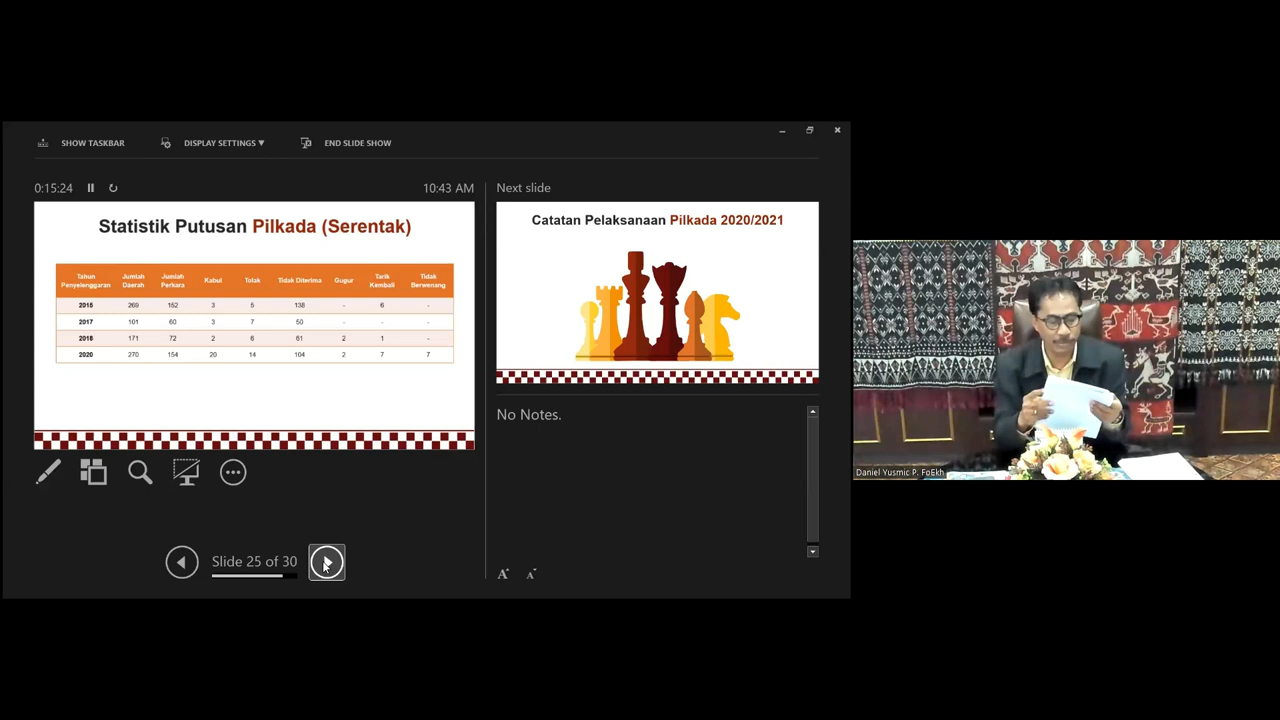 SHOW TASKBAR
DISPLAY SETTINGS ▼
END SLIDE SHOW
0:15:24
10:43 AM
Next slide
Statistik Putusan Pilkada (Serentak)
Tahun Penyelenggaran Jumlah Daerah Jumlah Perkara Kabul Tolak Tidak Diterima Gugur Tarik Kembali Tidak Berwenang
2015 269 152 3 5 138 - 6 -
2017 101 60 3 7 50 - - -
2018 171 72 2 6 61 2 1 -
2020 270 154 20 14 104 2 7 7
Catatan Pelaksanaan Pilkada 2020/2021
No Notes.
Slide 25 of 30
A A
Daniel Yusmic P. FoEkh